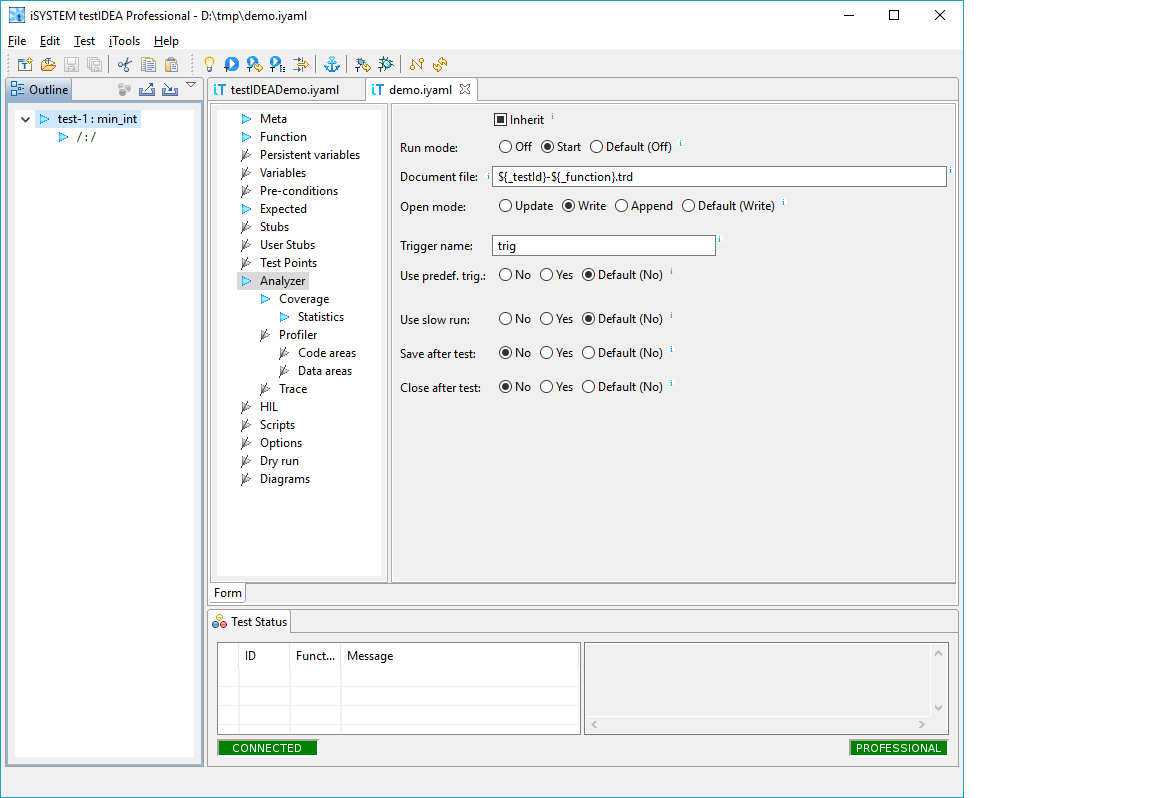 iSYSTEM testIDEA Professional - D:\tmp\demo.iyaml
File Edit Test iTools Help
Outline
test-1 : min_int
/:/
testIDEADemo.iyaml
demo.iyaml
Meta
Function
Persistent variables
Variables
Pre-conditions
Expected
Stubs
User Stubs
Test Points
Analyzer
Coverage
Statistics
Profiler
Code areas
Data areas
Trace
HIL
Scripts
Options
Dry run
Diagrams
Inherit
Run mode: Off Start Default (Off)
Document file: ${_testId}-${_function}.trd
Open mode: Update Write Append Default (Write)
Trigger name: trig
Use predef. trig.: No Yes Default (No)
Use slow run: No Yes Default (No)
Save after test: No Yes Default (No)
Close after test: No Yes Default (No)
Form
Test Status
ID Funct... Message
CONNECTED
PROFESSIONAL